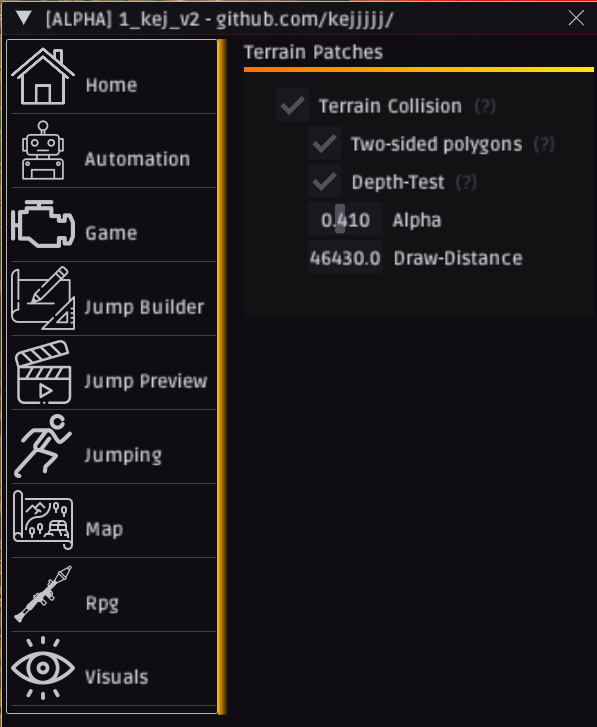 [ALPHA] 1_kej_v2 - github.com/kejjjjj/
Home
Automation
Game
Jump Builder
Jump Preview
Jumping
Map
Rpg
Visuals
Terrain Patches
Terrain Collision (?)
Two-sided polygons (?)
Depth-Test (?)
0.410 Alpha
46430.0 Draw-Distance